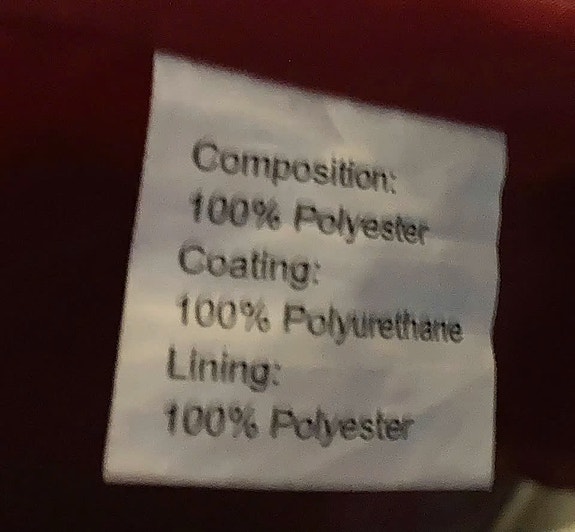 Composition:
100% Polyester
Coating:
100% Polyurethane
Lining:
100% Polyester